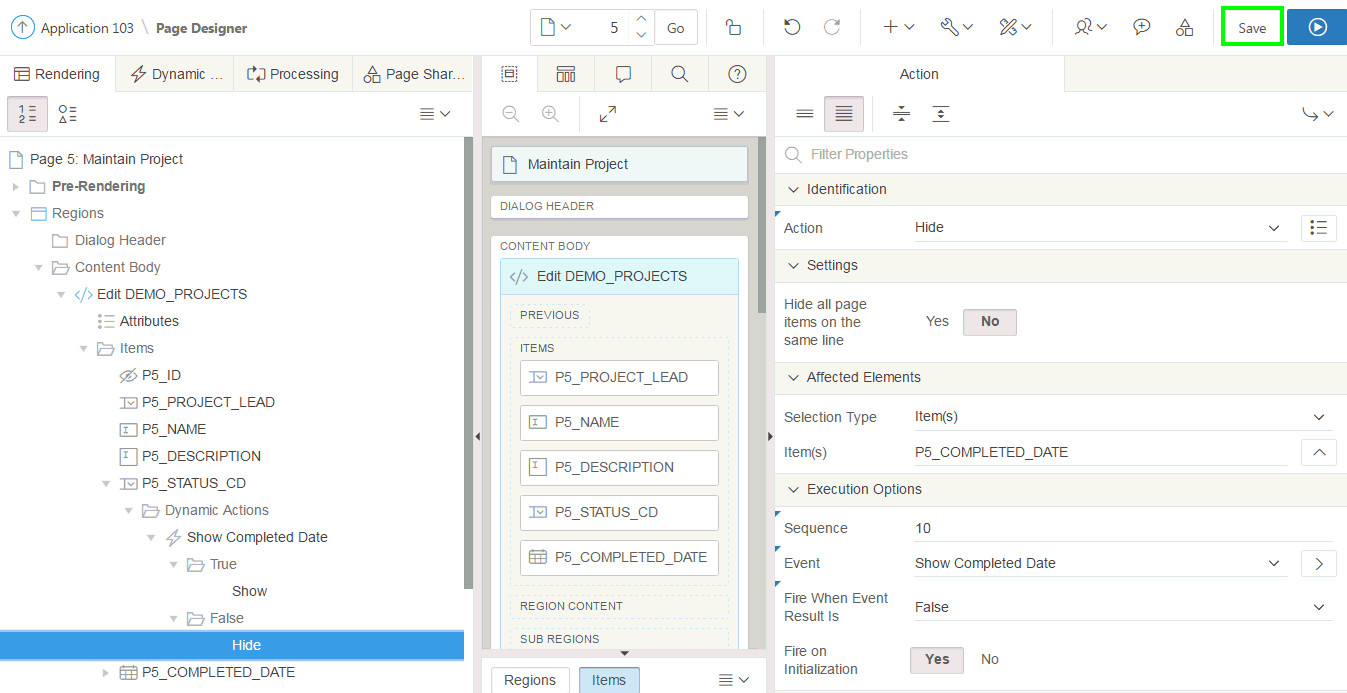 Application 103 \ Page Designer
5
Go
Save
Rendering
Dynamic ...
Processing
Page Shar...
Page 5: Maintain Project
Pre-Rendering
Regions
Dialog Header
Content Body
Edit DEMO_PROJECTS
Attributes
Items
P5_ID
P5_PROJECT_LEAD
P5_NAME
P5_DESCRIPTION
P5_STATUS_CD
Dynamic Actions
Show Completed Date
True
Show
False
Hide
P5_COMPLETED_DATE
Maintain Project
DIALOG HEADER
CONTENT BODY
Edit DEMO_PROJECTS
PREVIOUS
ITEMS
P5_PROJECT_LEAD
P5_NAME
P5_DESCRIPTION
P5_STATUS_CD
P5_COMPLETED_DATE
REGION CONTENT
SUB REGIONS
Regions
Items
Action
Filter Properties
Identification
Action Hide
Settings
Hide all page
items on the
same line
Yes No
Affected Elements
Selection Type Item(s)
Item(s) P5_COMPLETED_DATE
Execution Options
Sequence 10
Event Show Completed Date
Fire When Event
Result Is
False
Fire on
Initialization
Yes No